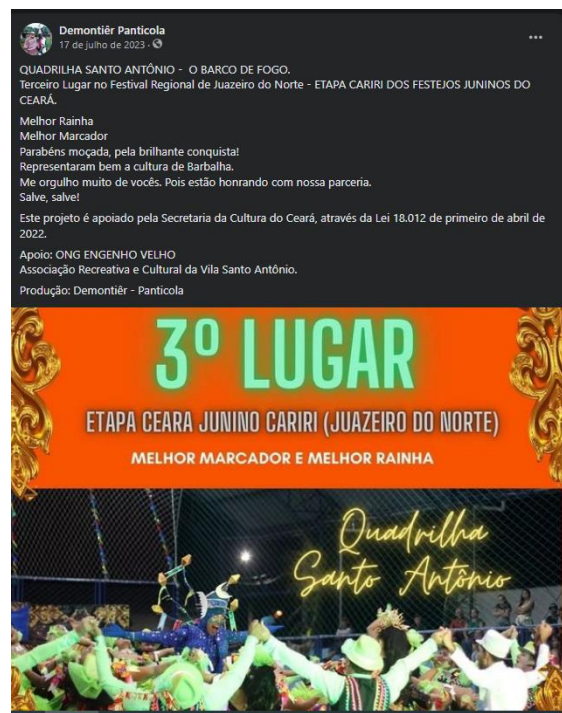 Demontiêr Panticola
17 de julho de 2023 ·
QUADRILHA SANTO ANTÔNIO - O BARCO DE FOGO.
Terceiro Lugar no Festival Regional de Juazeiro do Norte - ETAPA CARIRI DOS FESTEJOS JUNINOS DO
CEARÁ.
Melhor Rainha
Melhor Marcador
Parabéns moçada, pela brilhante conquista!
Representaram bem a cultura de Barbalha.
Me orgulho muito de vocês. Pois estão honrando com nossa parceria.
Salve, salve!
Este projeto é apoiado pela Secretaria da Cultura do Ceará, através da Lei 18.012 de primeiro de abril de
2022.
Apoio: ONG ENGENHO VELHO
Associação Recreativa e Cultural da Vila Santo Antônio.
Produção: Demontiêr - Panticola
3º LUGAR
ETAPA CEARA JUNINO CARIRI (JUAZEIRO DO NORTE)
MELHOR MARCADOR E MELHOR RAINHA
Quadrilha
Santo Antônio